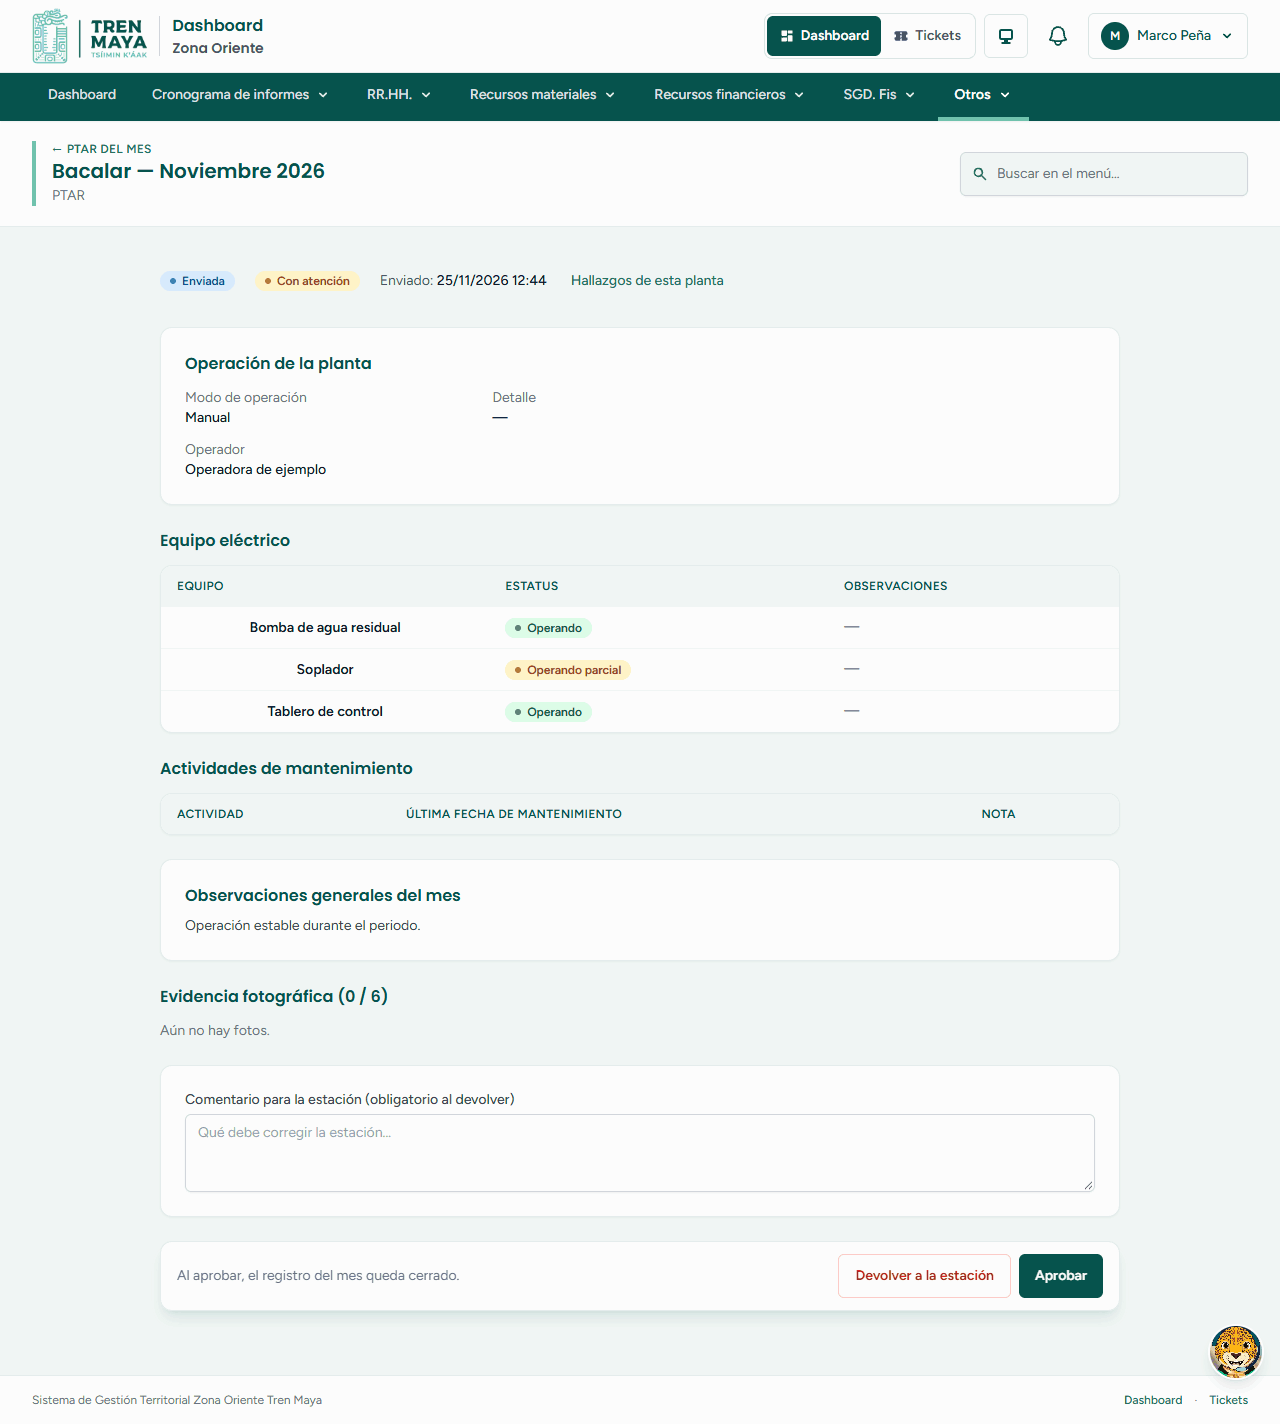 TREN
MAYA
TSÍIMIN K'ÁAK
Dashboard
Zona Oriente
Dashboard
Tickets
M
Marco Peña
Dashboard
Cronograma de informes
RR.HH.
Recursos materiales
Recursos financieros
SGD. Fis
Otros
← PTAR DEL MES
Bacalar — Noviembre 2026
PTAR
Buscar en el menú...
Enviada
Con atención
Enviado: 25/11/2026 12:44
Hallazgos de esta planta
Operación de la planta
Modo de operación
Detalle
Manual
—
Operador
Operadora de ejemplo
Equipo eléctrico
EQUIPO ESTATUS OBSERVACIONES
Bomba de agua residual Operando —
Soplador Operando parcial —
Tablero de control Operando —
Actividades de mantenimiento
ACTIVIDAD ÚLTIMA FECHA DE MANTENIMIENTO NOTA
Observaciones generales del mes
Operación estable durante el periodo.
Evidencia fotográfica (0 / 6)
Aún no hay fotos.
Comentario para la estación (obligatorio al devolver)
Qué debe corregir la estación...
Al aprobar, el registro del mes queda cerrado.
Devolver a la estación
Aprobar
Sistema de Gestión Territorial Zona Oriente Tren Maya
Dashboard · Tickets